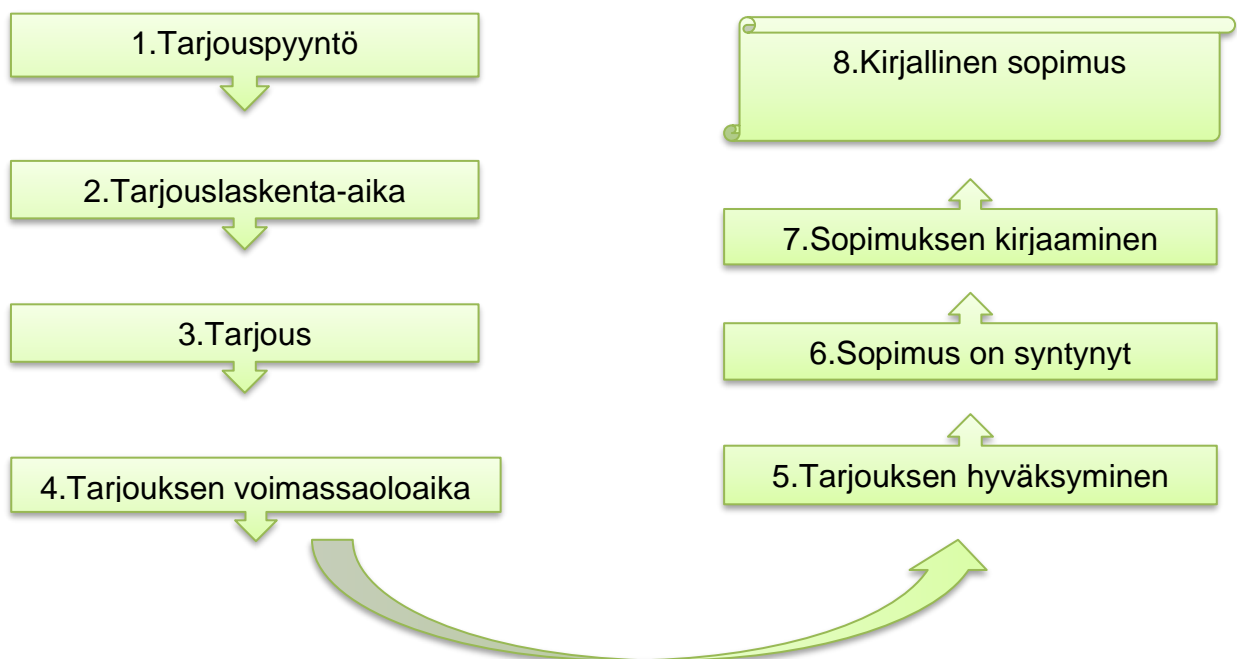 1.Tarjouspyyntö
2.Tarjouslaskenta-aika
3.Tarjous
4.Tarjouksen voimassaoloaika
5.Tarjouksen hyväksyminen
6.Sopimus on syntynyt
7.Sopimuksen kirjaaminen
8.Kirjallinen sopimus